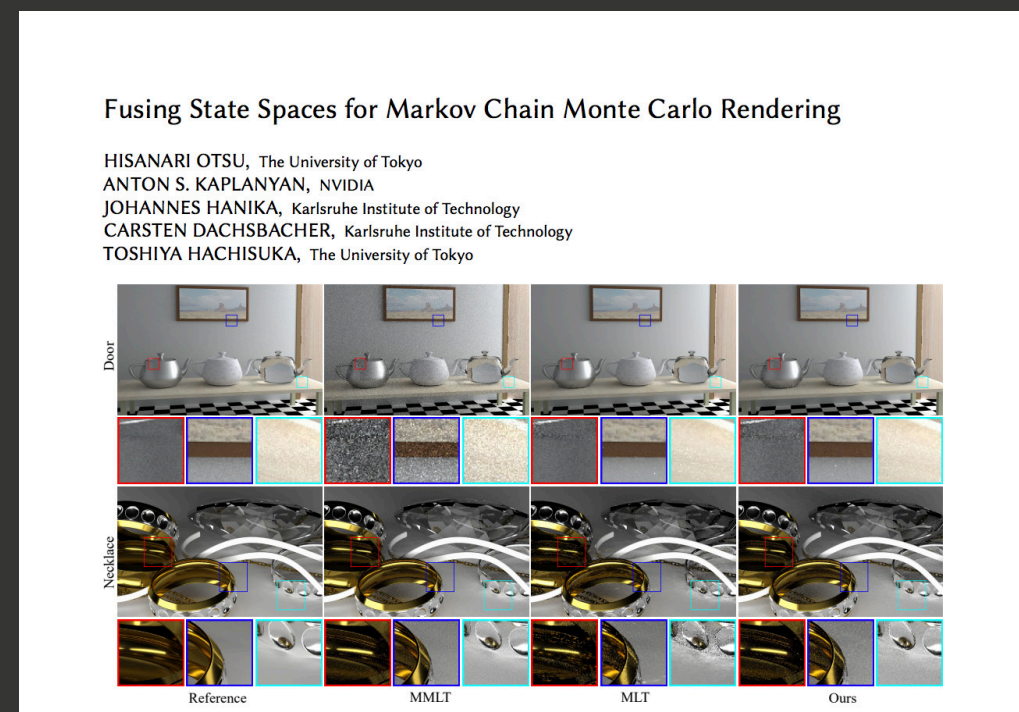 Fusing State Spaces for Markov Chain Monte Carlo Rendering
HISANARI OTSU, The University of Tokyo
ANTON S. KAPLANYAN, NVIDIA
JOHANNES HANIKA, Karlsruhe Institute of Technology
CARSTEN DACHSBACHER, Karlsruhe Institute of Technology
TOSHIYA HACHISUKA, The University of Tokyo
Door
Necklace
Reference MMLT MLT Ours